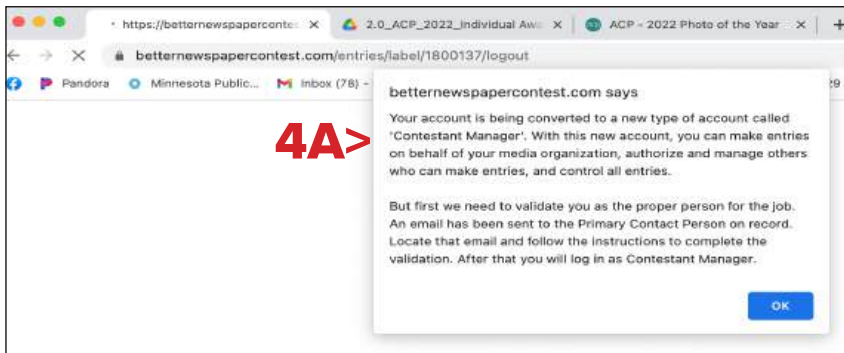 https://betternewspapercontes
2.0_ACP_2022_Individual Awa
ACP - 2022 Photo of the Year
betternewspapercontest.com/entries/label/1800137/logout
Pandora
Minnesota Public...
Inbox (78) -
29
betternewspapercontest.com says
4A>
Your account is being converted to a new type of account called
'Contestant Manager'. With this new account, you can make entries
on behalf of your media organization, authorize and manage others
who can make entries, and control all entries.
But first we need to validate you as the proper person for the job.
An email has been sent to the Primary Contact Person on record.
Locate that email and follow the instructions to complete the
validation. After that you will log in as Contestant Manager.
OK